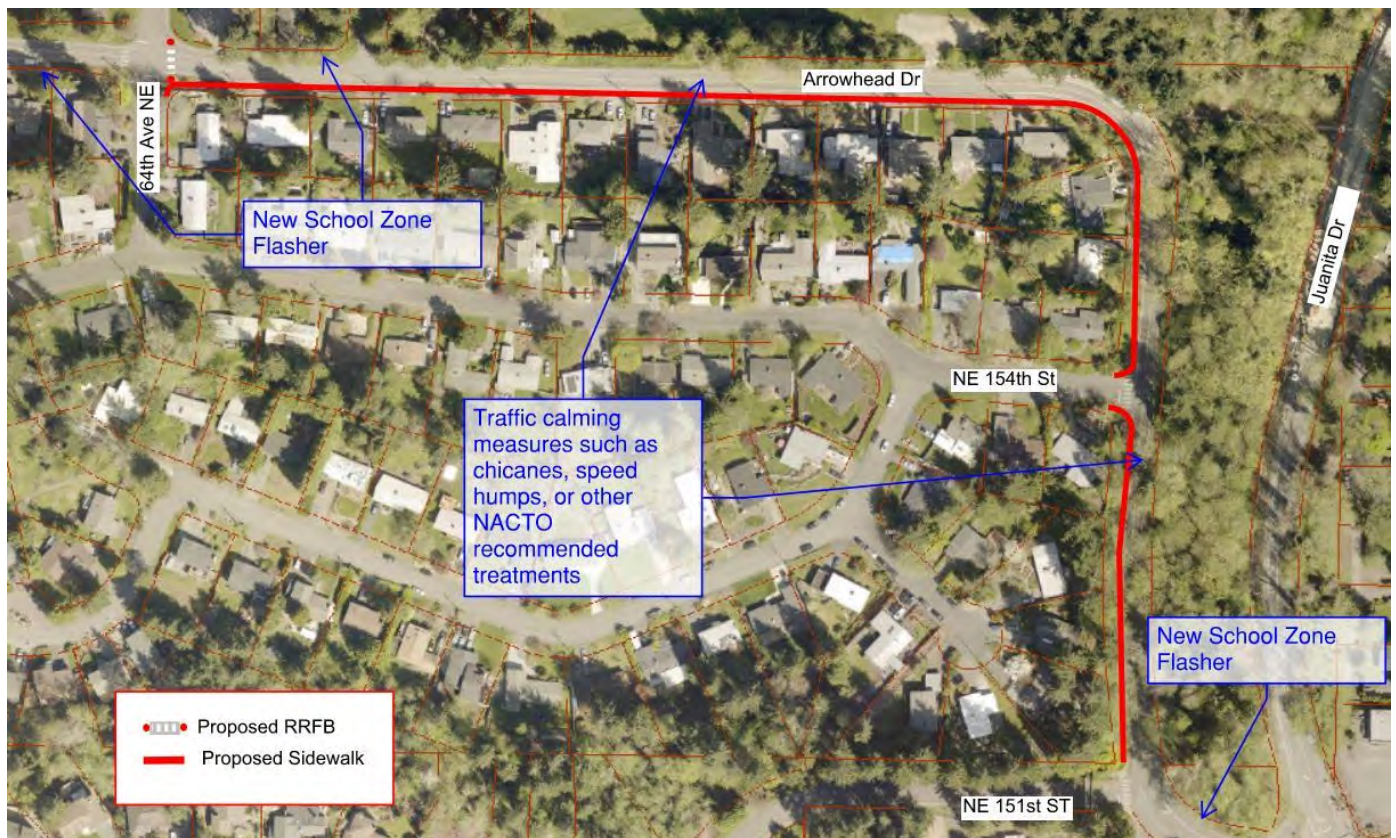 Arrowhead Dr
64th Ave NE
New School Zone
Flasher
Juanita Dr
NE 154th St
Traffic calming
measures such as
chicanes, speed
humps, or other
NACTO
recommended
treatments
New School Zone
Flasher
Proposed RRFB
Proposed Sidewalk
NE 151st ST